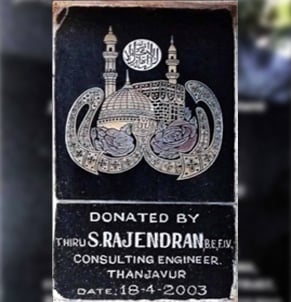 DONATED BY
THIRU S.RAJENDRAN, B.E,F.I.V,
CONSULTING ENGINEER.
THANJAVUR
DATE: 18-4-2003